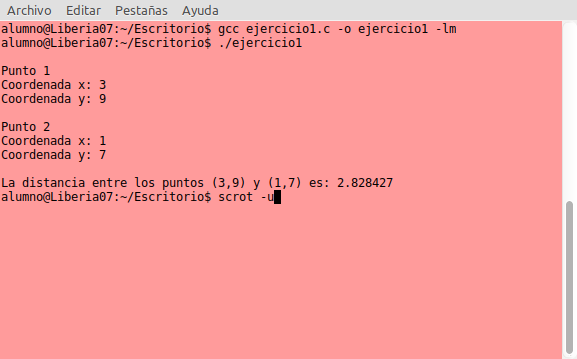 Archivo Editar Pestañas Ayuda
alumno@Liberia07:~/Escritorio$ gcc ejercicio1.c -o ejercicio1 -lm
alumno@Liberia07:~/Escritorio$ ./ejercicio1
Punto 1
Coordenada x: 3
Coordenada y: 9
Punto 2
Coordenada x: 1
Coordenada y: 7
La distancia entre los puntos (3,9) y (1,7) es: 2.828427
alumno@Liberia07:~/Escritorio$ scrot -u